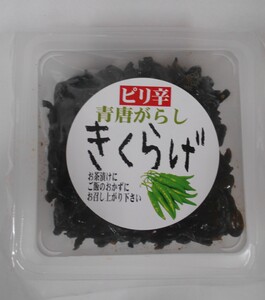 ピリ辛
青唐がらし
きくらげ
お茶漬けに
ご飯のおかずに
お召し上がり下さい